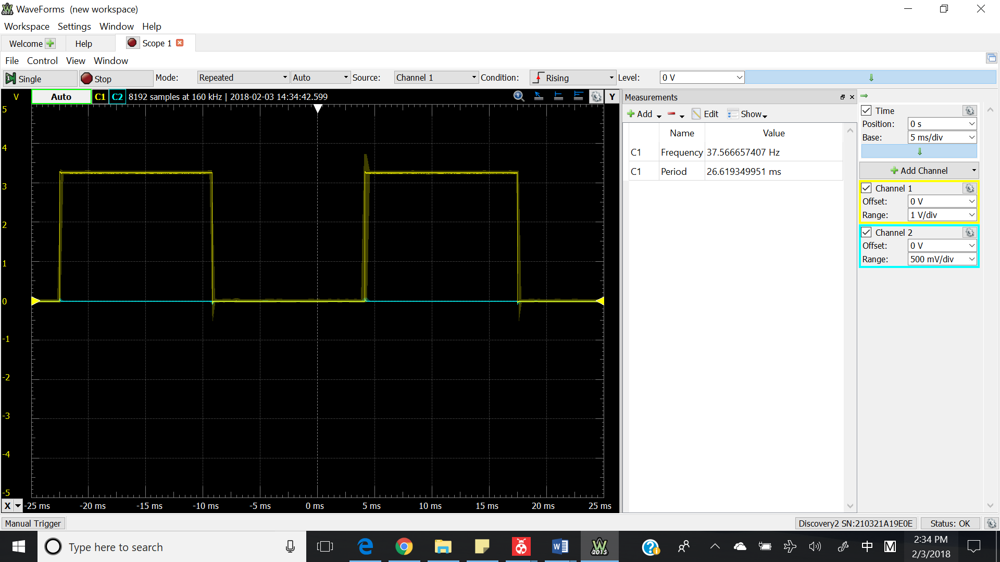 WaveForms (new workspace)
Workspace Settings Window Help
Welcome Help Scope 1
File Control View Window
Single Stop Mode: Repeated Auto Source: Channel 1 Condition: Rising Level: 0 V
V Auto C1 C2 8192 samples at 160 kHz | 2018-02-03 14:34:42.599 Y
5
4
3
2
1
0
-1
-2
-3
-4
-5
X -25 ms -20 ms -15 ms -10 ms -5 ms 0 ms 5 ms 10 ms 15 ms 20 ms 25 ms
Measurements
Add Edit Show
Name Value
C1 Frequency 37.566657407 Hz
C1 Period 26.619349951 ms
Time
Position: 0 s
Base: 5 ms/div
Add Channel
Channel 1
Offset: 0 V
Range: 1 V/div
Channel 2
Offset: 0 V
Range: 500 mV/div
Manual Trigger Discovery2 SN:210321A19E0E Status: OK
Type here to search
W 2015
中 M
2:34 PM
2/3/2018